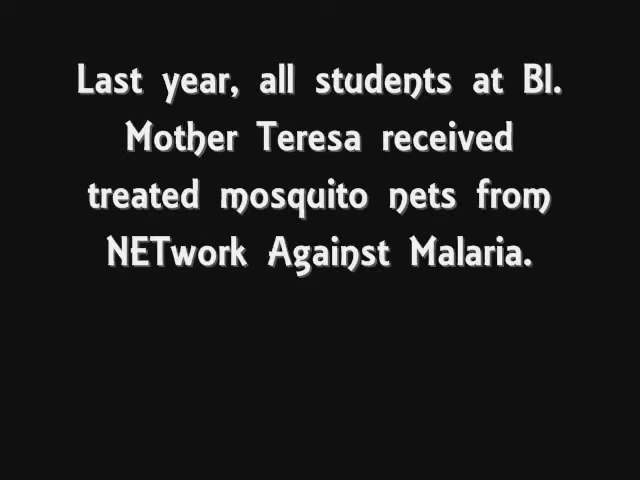 Last year, all students at Bl.
Mother Teresa received
treated mosquito nets from
NETwork Against Malaria.